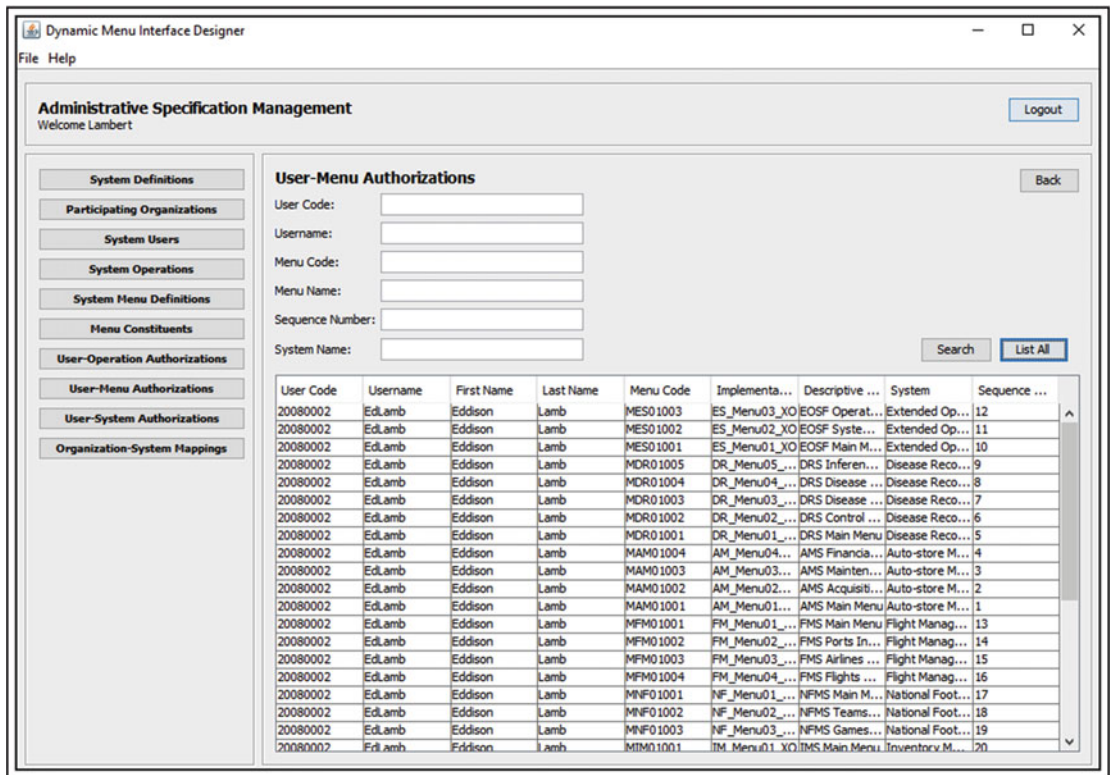 Dynamic Menu Interface Designer
File Help
Administrative Specification Management
Welcome Lambert
Logout
System Definitions
Participating Organizations
System Users
System Operations
System Menu Definitions
Menu Constituents
User-Operation Authorizations
User-Menu Authorizations
User-System Authorizations
Organization-System Mappings
User-Menu Authorizations
Back
User Code:
Username:
Menu Code:
Menu Name:
Sequence Number:
System Name:
Search List All
User Code Username First Name Last Name Menu Code Implementa... Descriptive ... System Sequence ...
20080002 EdLamb Eddison Lamb MES01003 ES_Menu03_XO EOSF Operat... Extended Op... 12
20080002 EdLamb Eddison Lamb MES01002 ES_Menu02_XO EOSF Syste... Extended Op... 11
20080002 EdLamb Eddison Lamb MES01001 ES_Menu01_XO EOSF Main M... Extended Op... 10
20080002 EdLamb Eddison Lamb MDR01005 DR_Menu05_... DRS Inferen... Disease Reco... 9
20080002 EdLamb Eddison Lamb MDR01004 DR_Menu04_... DRS Disease ... Disease Reco... 8
20080002 EdLamb Eddison Lamb MDR01003 DR_Menu03_... DRS Disease ... Disease Reco... 7
20080002 EdLamb Eddison Lamb MDR01002 DR_Menu02_... DRS Control ... Disease Reco... 6
20080002 EdLamb Eddison Lamb MDR01001 DR_Menu01_... DRS Main Menu Disease Reco... 5
20080002 EdLamb Eddison Lamb MAM01004 AM_Menu04... AMS Financia... Auto-store M... 4
20080002 EdLamb Eddison Lamb MAM01003 AM_Menu03... AMS Mainten... Auto-store M... 3
20080002 EdLamb Eddison Lamb MAM01002 AM_Menu02... AMS Acquisiti... Auto-store M... 2
20080002 EdLamb Eddison Lamb MAM01001 AM_Menu01... AMS Main Menu Auto-store M... 1
20080002 EdLamb Eddison Lamb MFM01001 FM_Menu01_... FMS Main Menu Flight Manag... 13
20080002 EdLamb Eddison Lamb MFM01002 FM_Menu02_... FMS Ports In... Flight Manag... 14
20080002 EdLamb Eddison Lamb MFM01003 FM_Menu03_... FMS Airlines ... Flight Manag... 15
20080002 EdLamb Eddison Lamb MFM01004 FM_Menu04_... FMS Flights ... Flight Manag... 16
20080002 EdLamb Eddison Lamb MNF01001 NF_Menu01_... NFMS Main M... National Foot... 17
20080002 EdLamb Eddison Lamb MNF01002 NF_Menu02_... NFMS Teams... National Foot... 18
20080002 EdLamb Eddison Lamb MNF01003 NF_Menu03_... NFMS Games... National Foot... 19
20080002 EdLamb Eddison Lamb MIM01001 IM_Menu01_XO IMS Main Menu Inventory M... 20